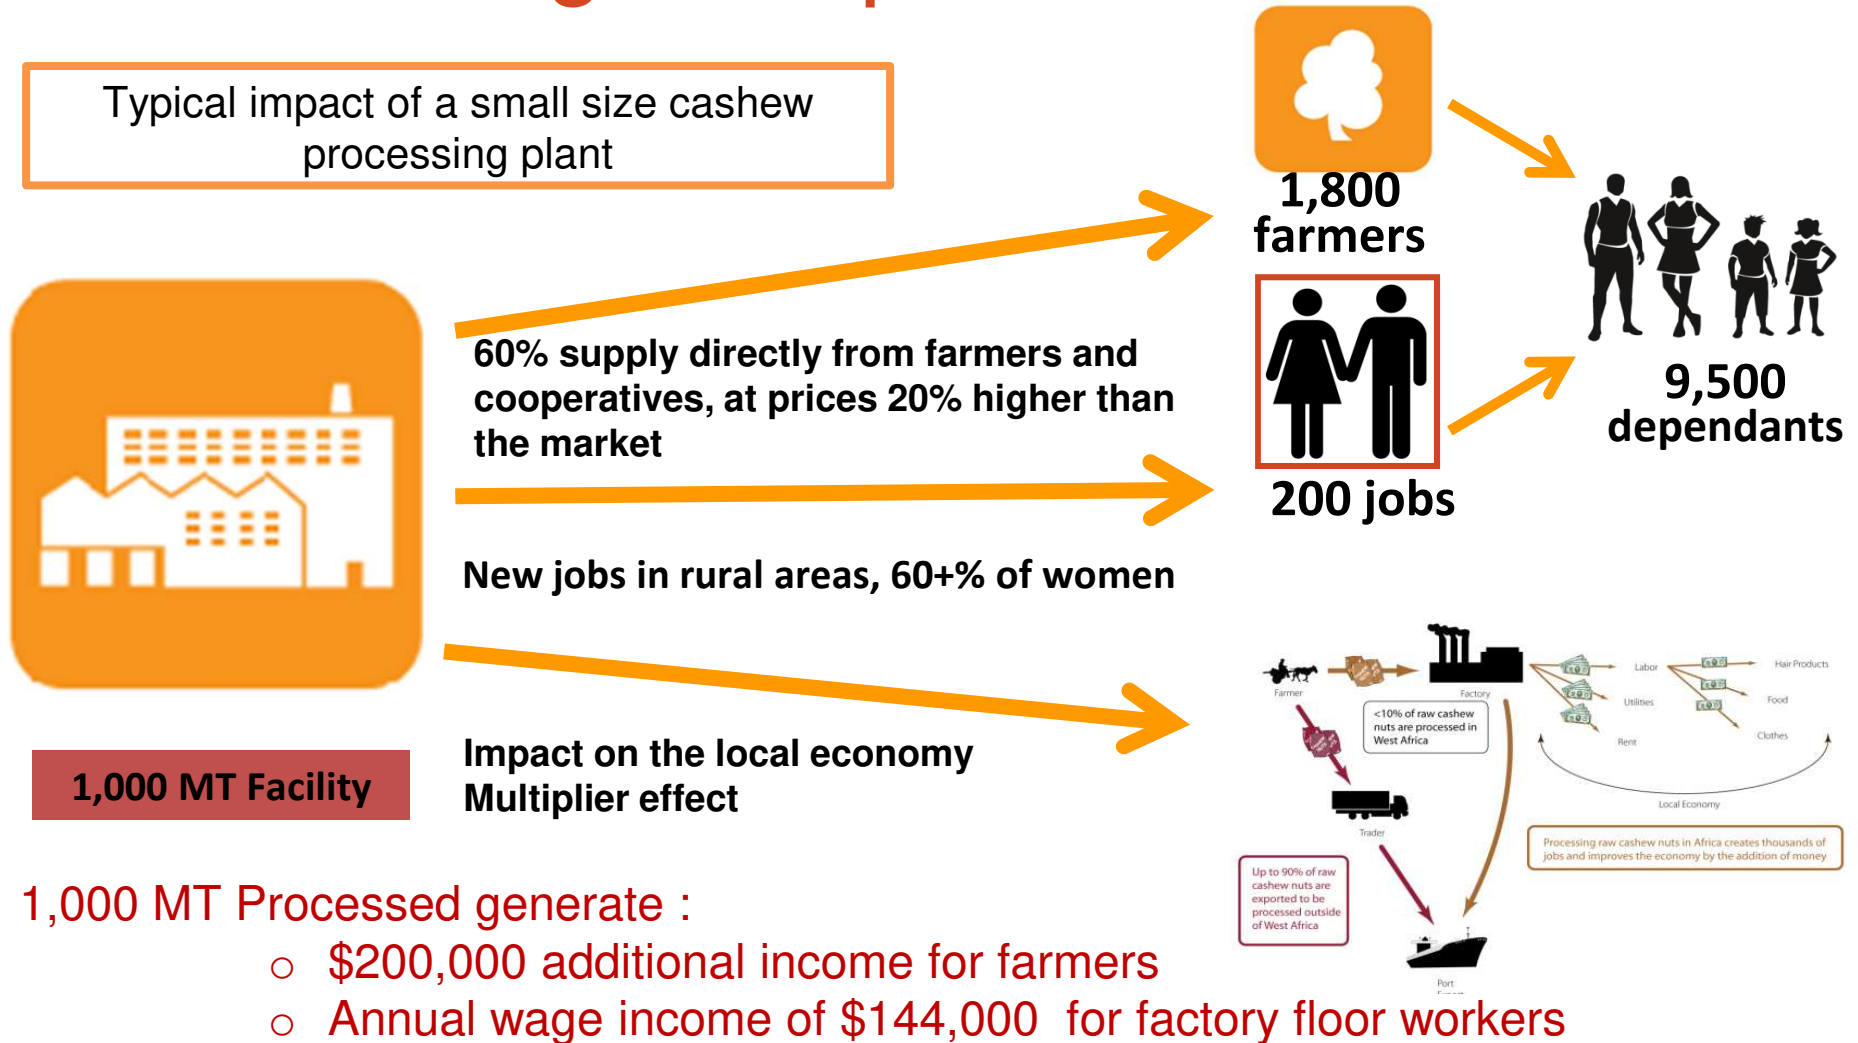 Typical impact of a small size cashew
processing plant
1,800
farmers
60% supply directly from farmers and
cooperatives, at prices 20% higher than
the market
9,500
dependants
200 jobs
New jobs in rural areas, 60+% of women
1,000 MT Facility
Impact on the local economy
Multiplier effect
Farmer
Factory
Labor
Hair Products
Utilities
Food
Rent
Clothes
<10% of raw cashew
nuts are processed in
West Africa
Local Economy
Trader
Processing raw cashew nuts in Africa creates thousands of
jobs and improves the economy by the addition of money
Up to 90% of raw
cashew nuts are
exported to be
processed outside
of West Africa
Port
1,000 MT Processed generate :
o $200,000 additional income for farmers
o Annual wage income of $144,000 for factory floor workers